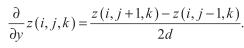 ∂/∂y z(i, j, k) = (z(i, j+1, k) − z(i, j−1, k))/2d.